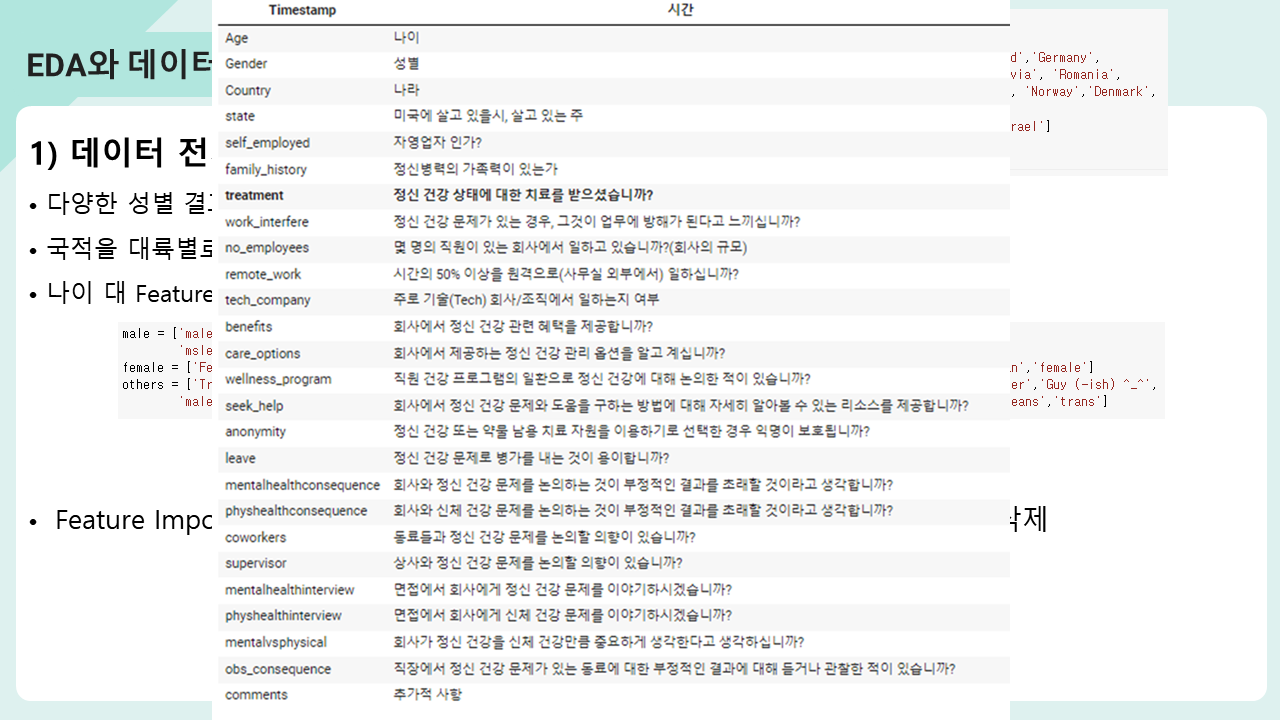 EDA와 데이터
1) 데이터 전
• 다양한 성별 결
• 국적을 대륙별로
• 나이 대 Feature
male = ['male
'msle
female = ['Fe
others = ['Tr
'male
• Feature Impo
Timestamp 시간
Age 나이
Gender 성별
Country 나라
state 미국에 살고 있을시, 살고 있는 주
self_employed 자영업자 인가?
family_history 정신병력의 가족력이 있는가
treatment 정신 건강 상태에 대한 치료를 받으셨습니까?
work_interfere 정신 건강 문제가 있는 경우, 그것이 업무에 방해가 된다고 느끼십니까?
no_employees 몇 명의 직원이 있는 회사에서 일하고 있습니까?(회사의 규모)
remote_work 시간의 50% 이상을 원격으로(사무실 외부에서) 일하십니까?
tech_company 주로 기술(Tech) 회사/조직에서 일하는지 여부
benefits 회사에서 정신 건강 관련 혜택을 제공합니까?
care_options 회사에서 제공하는 정신 건강 관리 옵션을 알고 계십니까?
wellness_program 직원 건강 프로그램의 일환으로 정신 건강에 대해 논의한 적이 있습니까?
seek_help 회사에서 정신 건강 문제와 도움을 구하는 방법에 대해 자세히 알아볼 수 있는 리소스를 제공합니까?
anonymity 정신 건강 또는 약물 남용 치료 자원을 이용하기로 선택한 경우 익명이 보호됩니까?
leave 정신 건강 문제로 병가를 내는 것이 용이합니까?
mentalhealthconsequence 회사와 정신 건강 문제를 논의하는 것이 부정적인 결과를 초래할 것이라고 생각합니까?
physhealthconsequence 회사와 신체 건강 문제를 논의하는 것이 부정적인 결과를 초래할 것이라고 생각합니까?
coworkers 동료들과 정신 건강 문제를 논의할 의향이 있습니까?
supervisor 상사와 정신 건강 문제를 논의할 의향이 있습니까?
mentalhealthinterview 면접에서 회사에게 정신 건강 문제를 이야기하시겠습니까?
physhealthinterview 면접에서 회사에게 신체 건강 문제를 이야기하시겠습니까?
mentalvsphysical 회사가 정신 건강을 신체 건강만큼 중요하게 생각한다고 생각하십니까?
obs_consequence 직장에서 정신 건강 문제가 있는 동료에 대한 부정적인 결과에 대해 듣거나 관찰한 적이 있습니까?
comments 추가적 사항
d','Germany',
via', 'Romania',
, 'Norway','Denmark',
rael']
n','female']
er','Guy (-ish) ^_^',
eans','trans']